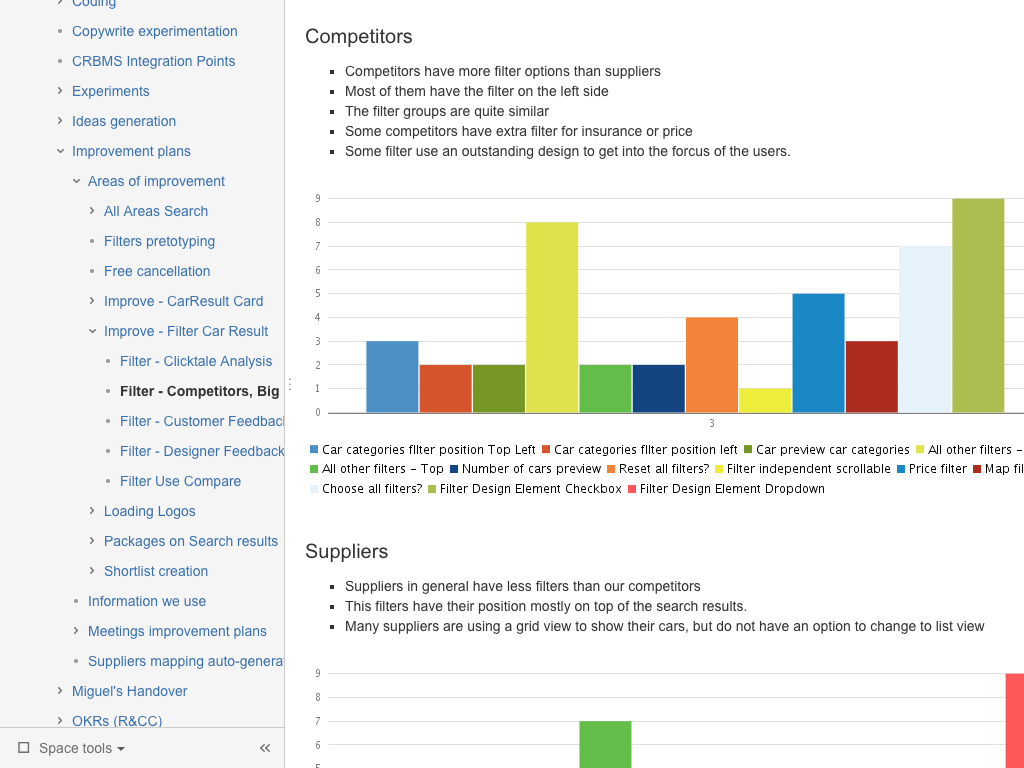 Coding
Copywrite experimentation
CRBMS Integration Points
Experiments
Ideas generation
Improvement plans
Areas of improvement
All Areas Search
Filters pretotyping
Free cancellation
Improve - CarResult Card
Improve - Filter Car Result
Filter - Clicktale Analysis
Filter - Competitors, Big
Filter - Customer Feedbac
Filter - Designer Feedback
Filter Use Compare
Loading Logos
Packages on Search results
Shortlist creation
Information we use
Meetings improvement plans
Suppliers mapping auto-genera
Miguel's Handover
OKRs (R&CC)
Space tools
Competitors
Competitors have more filter options than suppliers
Most of them have the filter on the left side
The filter groups are quite similar
Some competitors have extra filter for insurance or price
Some filter use an outstanding design to get into the forcus of the users.
9
8
7
6
5
4
3
2
1
0
3
Car categories filter position Top Left Car categories filter position left Car preview car categories All other filters –
All other filters – Top Number of cars preview Reset all filters? Filter independent scrollable Price filter Map fil
Choose all filters? Filter Design Element Checkbox Filter Design Element Dropdown
Suppliers
Suppliers in general have less filters than our competitors
This filters have their position mostly on top of the search results.
Many suppliers are using a grid view to show their cars, but do not have an option to change to list view
9
8
7
6
5